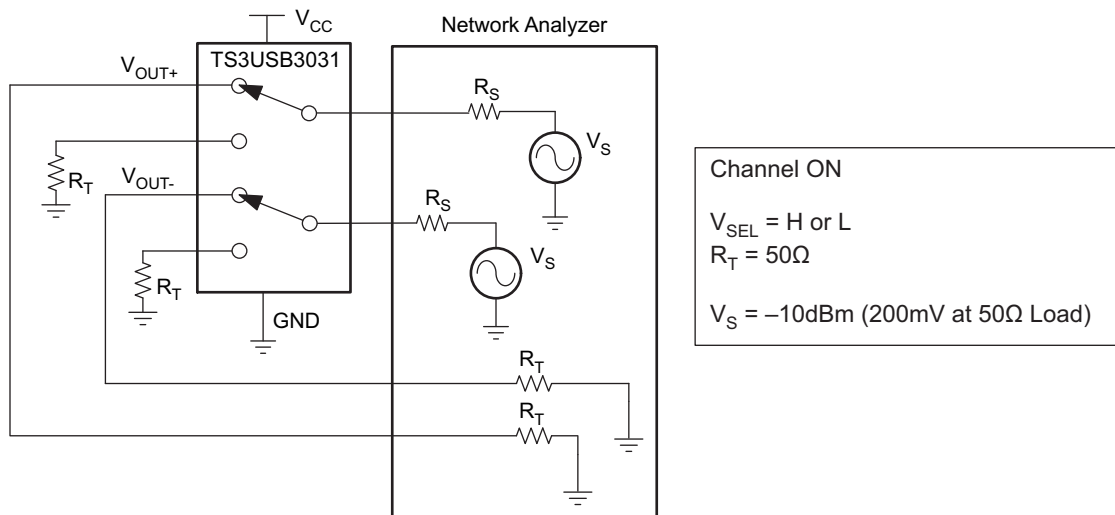 V_CC
Network Analyzer
TS3USB3031
V_OUT+
R_S
V_S
R_T
V_OUT-
R_S
V_S
R_T
GND
R_T
R_T
Channel ON
V_SEL = H or L
R_T = 50Ω
V_S = –10dBm (200mV at 50Ω Load)